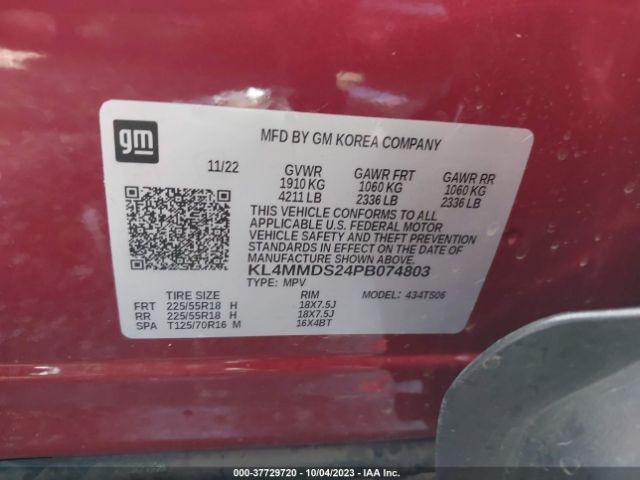 gm
MFD BY GM KOREA COMPANY
11/22 GVWR GAWR FRT GAWR RR
1910 KG 1060 KG 1060 KG
4211 LB 2336 LB 2336 LB
THIS VEHICLE CONFORMS TO ALL
APPLICABLE U.S. FEDERAL MOTOR
VEHICLE SAFETY AND THEFT
PREVENTION STANDARDS IN
EFFECT ON THE DATE OF
MANUFACTURE SHOWN ABOVE.
KL4MMDS24PB074803
TYPE: MPV
TIRE SIZE RIM MODEL: 434TS06
FRT 225/55R18 H 18X7.5J
RR 225/55R18 H 18X7.5J
SPA T125/70R16 M 16X4BT
000-37729720 10/04/2023 IAA Inc.